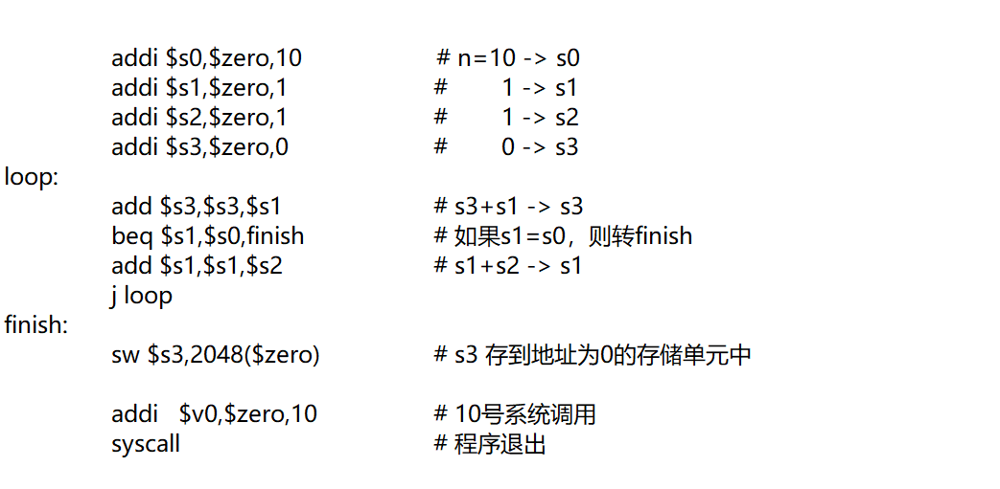 addi $s0,$zero,10 # n=10 -> s0
addi $s1,$zero,1 # 1 -> s1
addi $s2,$zero,1 # 1 -> s2
addi $s3,$zero,0 # 0 -> s3
loop:
add $s3,$s3,$s1 # s3+s1 -> s3
beq $s1,$s0,finish # 如果s1=s0，则转finish
add $s1,$s1,$s2 # s1+s2 -> s1
j loop
finish:
sw $s3,2048($zero) # s3 存到地址为0的存储单元中
addi $v0,$zero,10 # 10号系统调用
syscall # 程序退出